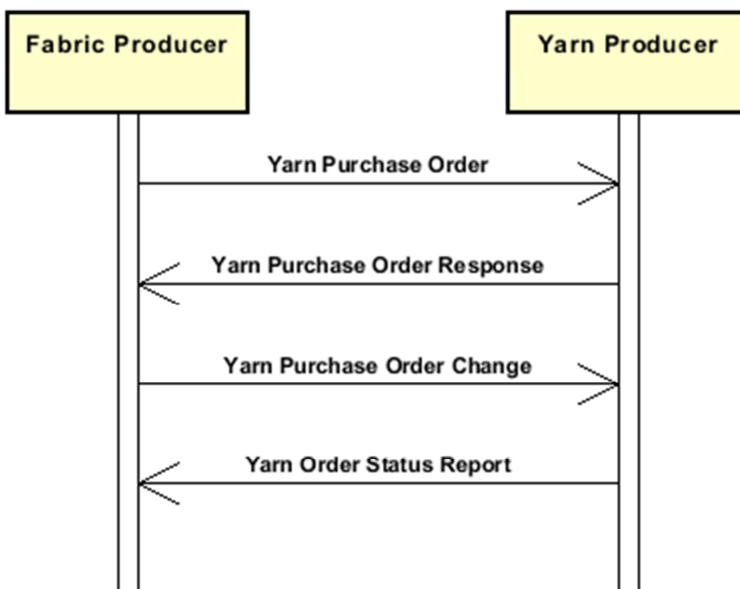 Fabric Producer
Yarn Producer
Yarn Purchase Order
Yarn Purchase Order Response
Yarn Purchase Order Change
Yarn Order Status Report